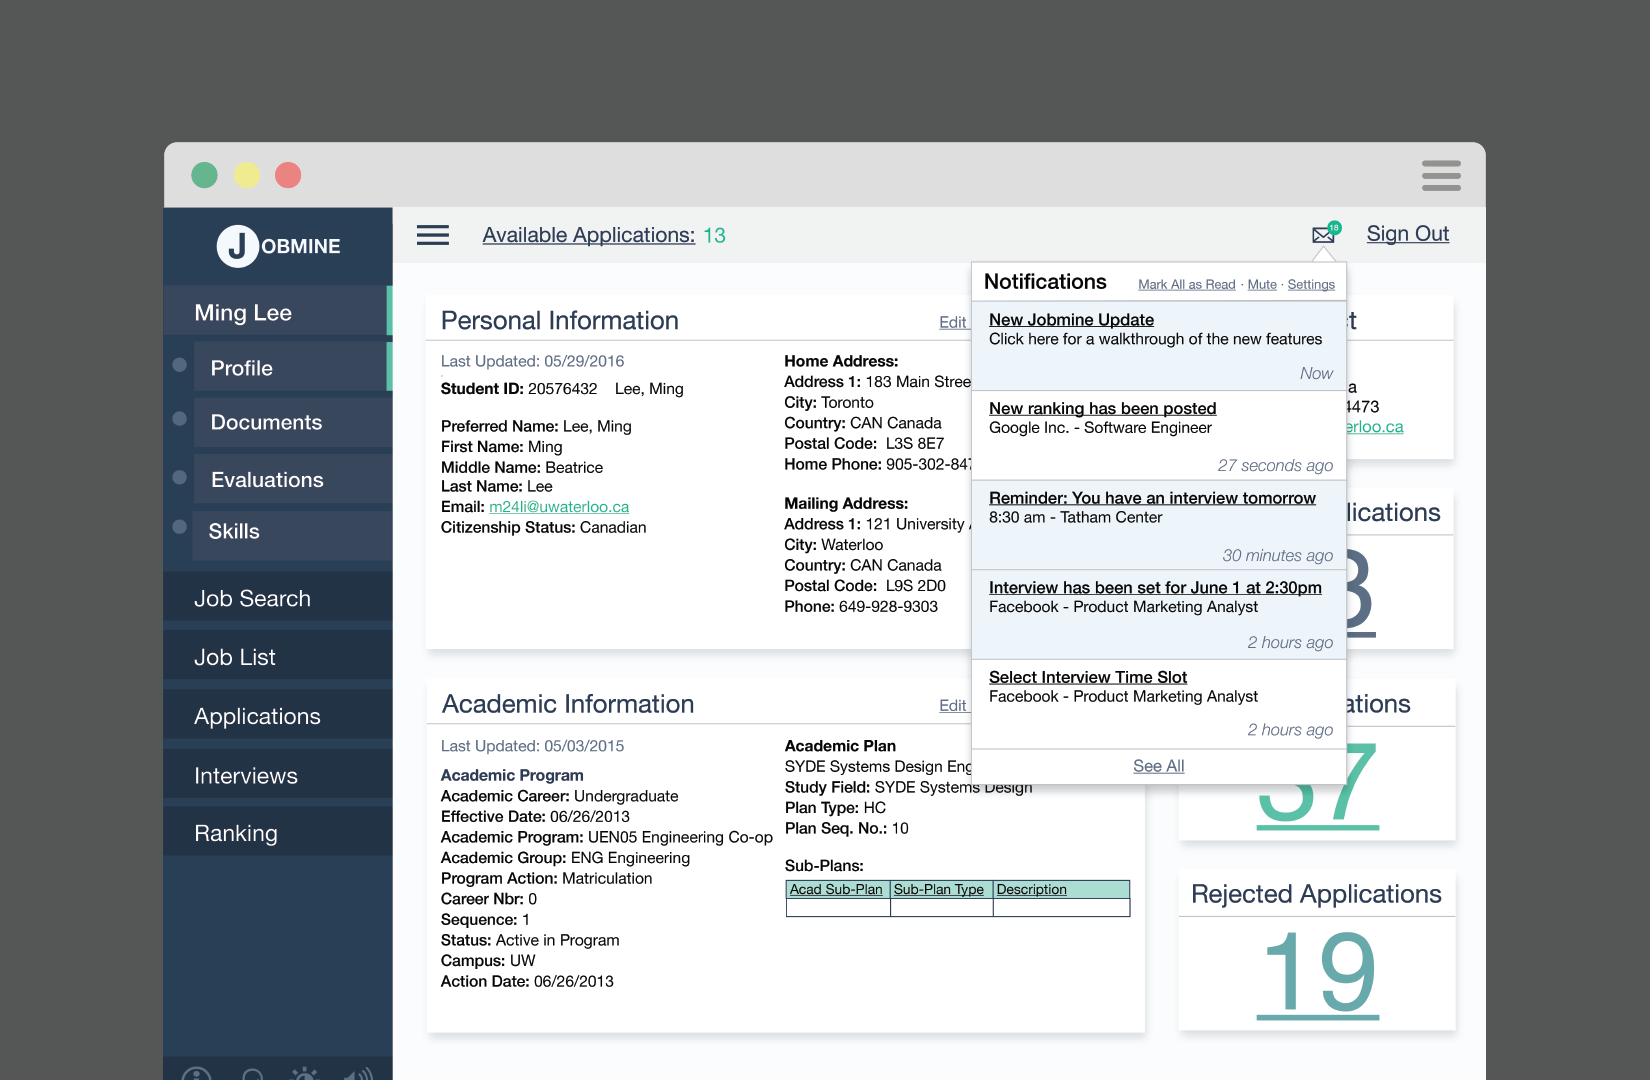 JOBMINE
Available Applications: 13
18
Sign Out
Ming Lee
Profile
Documents
Evaluations
Skills
Job Search
Job List
Applications
Interviews
Ranking
Personal Information
Edit
Last Updated: 05/29/2016
Student ID: 20576432 Lee, Ming
Preferred Name: Lee, Ming
First Name: Ming
Middle Name: Beatrice
Last Name: Lee
Email: m24li@uwaterloo.ca
Citizenship Status: Canadian
Home Address:
Address 1: 183 Main Stree
City: Toronto
Country: CAN Canada
Postal Code: L3S 8E7
Home Phone: 905-302-847
Mailing Address:
Address 1: 121 University
City: Waterloo
Country: CAN Canada
Postal Code: L9S 2D0
Phone: 649-928-9303
Notifications
Mark All as Read · Mute · Settings
New Jobmine Update
Click here for a walkthrough of the new features
Now
New ranking has been posted
Google Inc. - Software Engineer
27 seconds ago
Reminder: You have an interview tomorrow
8:30 am - Tatham Center
30 minutes ago
Interview has been set for June 1 at 2:30pm
Facebook - Product Marketing Analyst
2 hours ago
Select Interview Time Slot
Facebook - Product Marketing Analyst
2 hours ago
See All
t
a
4473
erloo.ca
lications
ations
37
Rejected Applications
19
Academic Information
Edit
Last Updated: 05/03/2015
Academic Program
Academic Career: Undergraduate
Effective Date: 06/26/2013
Academic Program: UEN05 Engineering Co-op
Academic Group: ENG Engineering
Program Action: Matriculation
Career Nbr: 0
Sequence: 1
Status: Active in Program
Campus: UW
Action Date: 06/26/2013
Academic Plan
SYDE Systems Design Eng
Study Field: SYDE Systems Design
Plan Type: HC
Plan Seq. No.: 10
Sub-Plans:
Acad Sub-Plan Sub-Plan Type Description